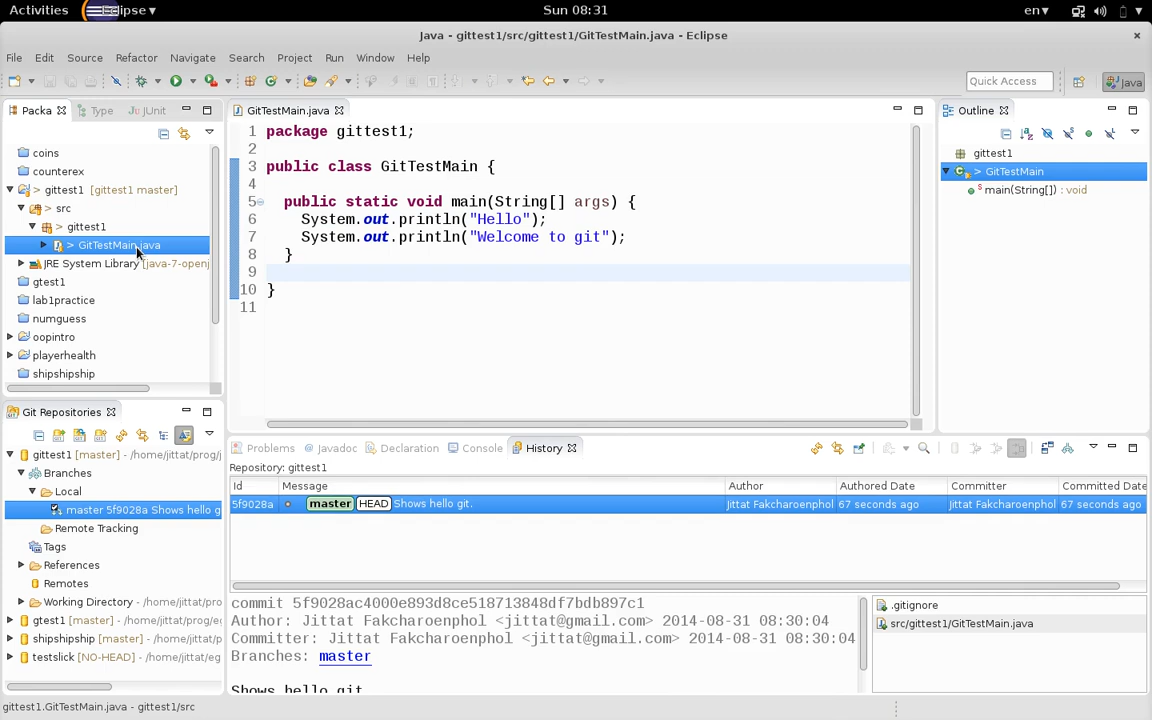 Activities Eclipse ▾ Sun 08:31 en ▾
Java - gittest1/src/gittest1/GitTestMain.java - Eclipse
File Edit Source Refactor Navigate Search Project Run Window Help
Quick Access Java
Packa Type JUnit
coins
counterex
> gittest1 [gittest1 master]
> src
> gittest1
> GitTestMain.java
JRE System Library [java-7-openj
gtest1
lab1practice
numguess
oopintro
playerhealth
shipshipship
GitTestMain.java
1 package gittest1;
2
3 public class GitTestMain {
4
5 public static void main(String[] args) {
6 System.out.println("Hello");
7 System.out.println("Welcome to git");
8 }
9
10 }
11
Outline
gittest1
> GitTestMain
S main(String[]) : void
Git Repositories
gittest1 [master] - /home/jittat/prog/j
Branches
Local
master 5f9028a Shows hello g
Remote Tracking
Tags
References
Remotes
Working Directory - /home/jittat/pro
gtest1 [master] - /home/jittat/prog/e
shipshipship [master] - /home/jittat/p
testslick [NO-HEAD] - /home/jittat/eg
Problems Javadoc Declaration Console History
Repository: gittest1
Id Message Author Authored Date Committer Committed Date
5f9028a master HEAD Shows hello git. Jittat Fakcharoenphol 67 seconds ago Jittat Fakcharoenphol 67 seconds ago
commit 5f9028ac4000e893d8ce518713848df7bdb897c1
Author: Jittat Fakcharoenphol <jittat@gmail.com> 2014-08-31 08:30:04
Committer: Jittat Fakcharoenphol <jittat@gmail.com> 2014-08-31 08:30:04
Branches: master
Shows hello git
.gitignore
src/gittest1/GitTestMain.java
gittest1.GitTestMain.java - gittest1/src